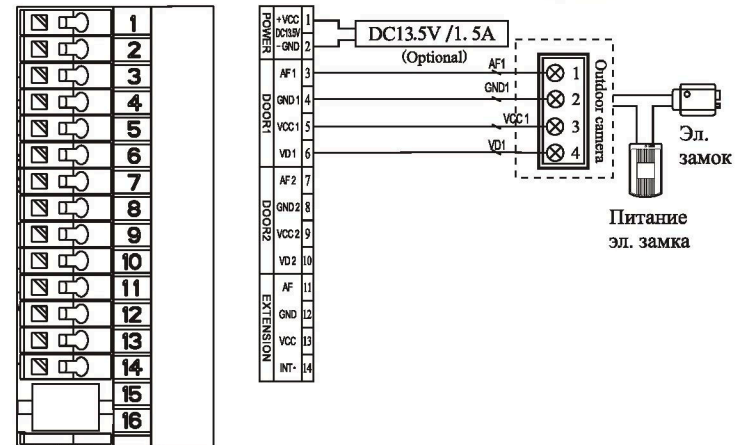 1
2
3
4
5
6
7
8
9
10
11
12
13
14
15
16
POWER
+VCC 1
DC13.5V
-GND 2
DC13.5V /1. 5A
(Optional)
DOOR1
AF1 3
GND1 4
VCC1 5
VD1 6
DOOR2
AF2 7
GND2 8
VCC2 9
VD2 10
EXTENSION
AF 11
GND 12
VCC 13
INT- 14
AF1
GND1
VCC1
VD1
1
2
3
4
Outdoor camera
Эл.
замок
Питание
эл. замка